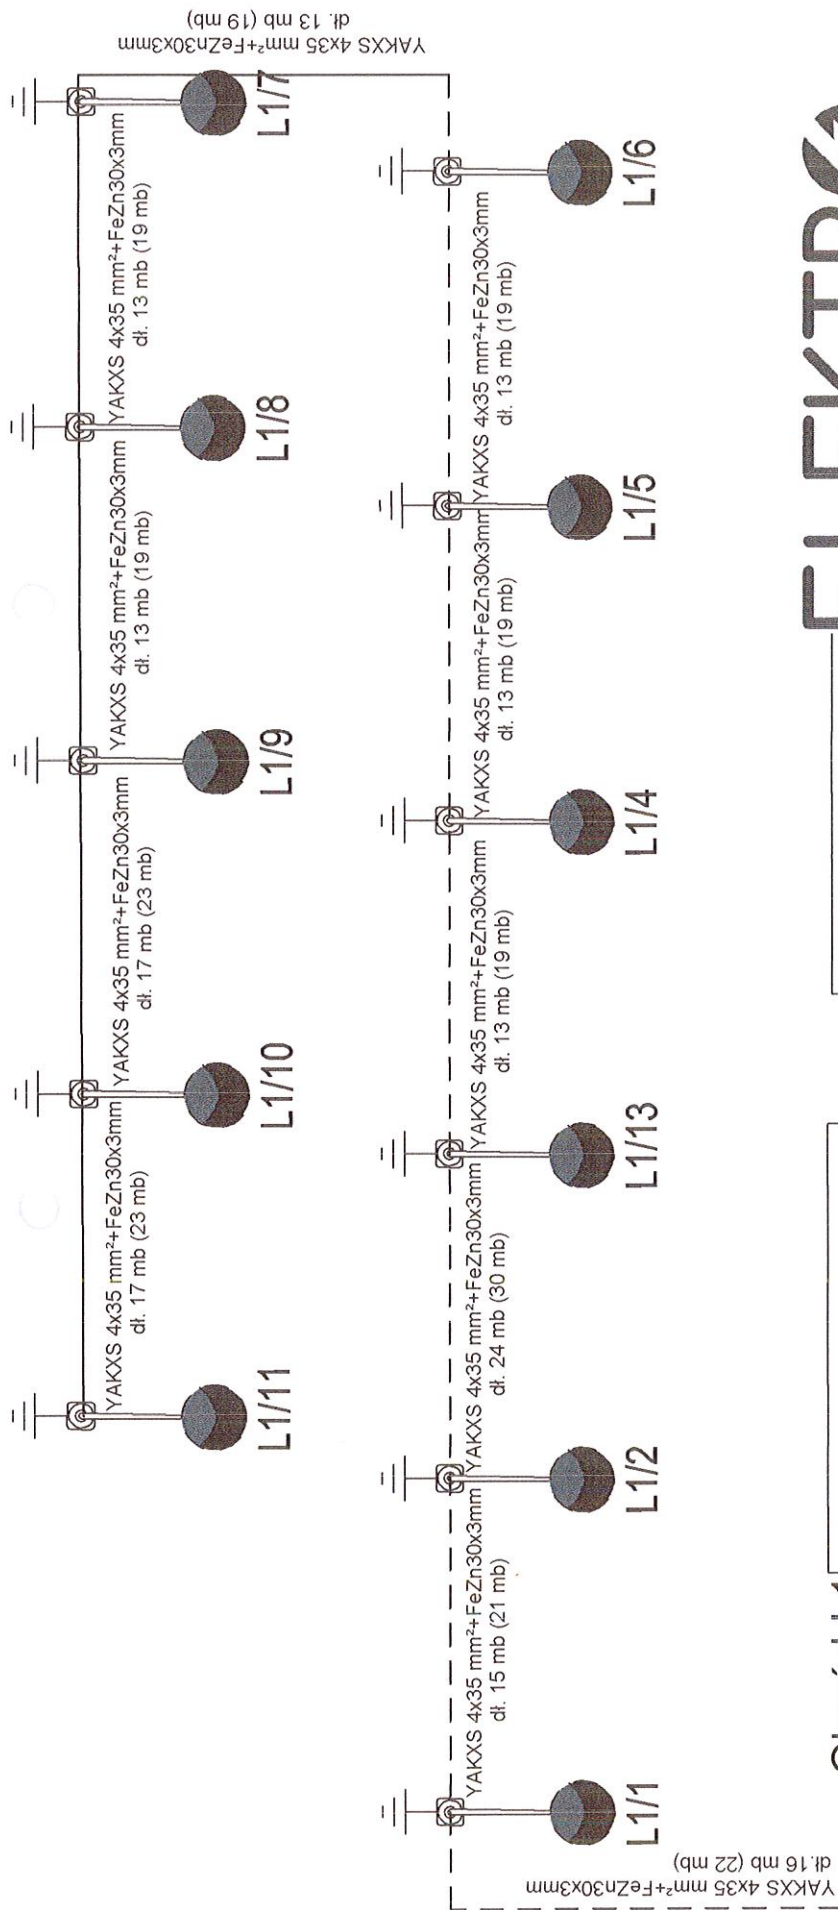 YAKXS 4x35 mm²+FeZn30x3mm
dł. 13 mb (19 mb)
YAKXS 4x35 mm²+FeZn30x3mm
dł. 17 mb (23 mb)
YAKXS 4x35 mm²+FeZn30x3mm
dł. 17 mb (23 mb)
YAKXS 4x35 mm²+FeZn30x3mm
dł. 13 mb (19 mb)
YAKXS 4x35 mm²+FeZn30x3mm
dł. 13 mb (19 mb)
L1/11
L1/10
L1/9
L1/8
L1/7
YAKXS 4x35 mm²+FeZn30x3mm
dł. 15 mb (21 mb)
YAKXS 4x35 mm²+FeZn30x3mm
dł. 24 mb (30 mb)
YAKXS 4x35 mm²+FeZn30x3mm
dł. 13 mb (19 mb)
YAKXS 4x35 mm²+FeZn30x3mm
dł. 13 mb (19 mb)
YAKXS 4x35 mm²+FeZn30x3mm
dł. 13 mb (19 mb)
L1/1
L1/2
L1/13
L1/4
L1/5
L1/6
YAKXS 4x35 mm²+FeZn30x3mm
dł.16 mb (22 mb)